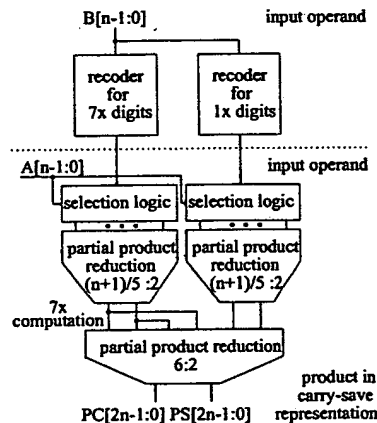 B[n-1:0]
input operand
recoder
for
7x digits
recoder
for
1x digits
input operand
A[n-1:0]
selection logic
selection logic
partial product
reduction
(n+1)/5 :2
partial product
reduction
(n+1)/5 :2
7x
computation
partial product reduction
6:2
product in
carry-save
representation
PC[2n-1:0] PS[2n-1:0]